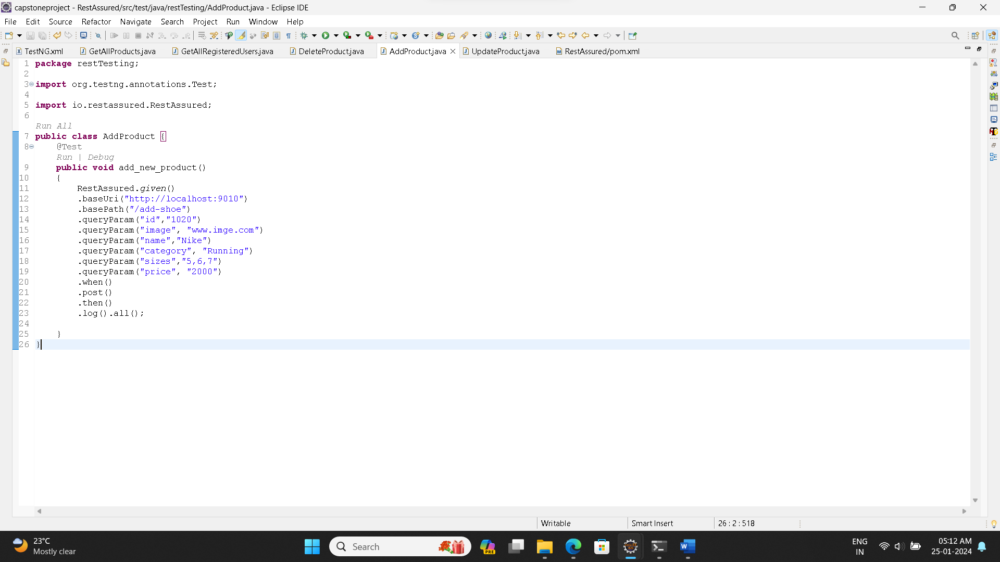 capstoneproject - RestAssured/src/test/java/restTesting/AddProduct.java - Eclipse IDE
File Edit Source Refactor Navigate Search Project Run Window Help
TestNG.xml GetAllProducts.java GetAllRegisteredUsers.java DeleteProduct.java AddProduct.java UpdateProduct.java RestAssured/pom.xml
1 package restTesting;
2
3 import org.testng.annotations.Test;
4
5 import io.restassured.RestAssured;
6
Run All
7 public class AddProduct {
8 @Test
Run | Debug
9 public void add_new_product()
10 {
11 RestAssured.given()
12 .baseUri("http://localhost:9010")
13 .basePath("/add-shoe")
14 .queryParam("id","1020")
15 .queryParam("image", "www.imge.com")
16 .queryParam("name","Nike")
17 .queryParam("category", "Running")
18 .queryParam("sizes","5,6,7")
19 .queryParam("price", "2000")
20 .when()
21 .post()
22 .then()
23 .log().all();
24
25 }
26 }
Writable Smart Insert 26 : 2 : 518
23°C
Mostly clear
Search
PRE
ENG
IN
05:12 AM
25-01-2024